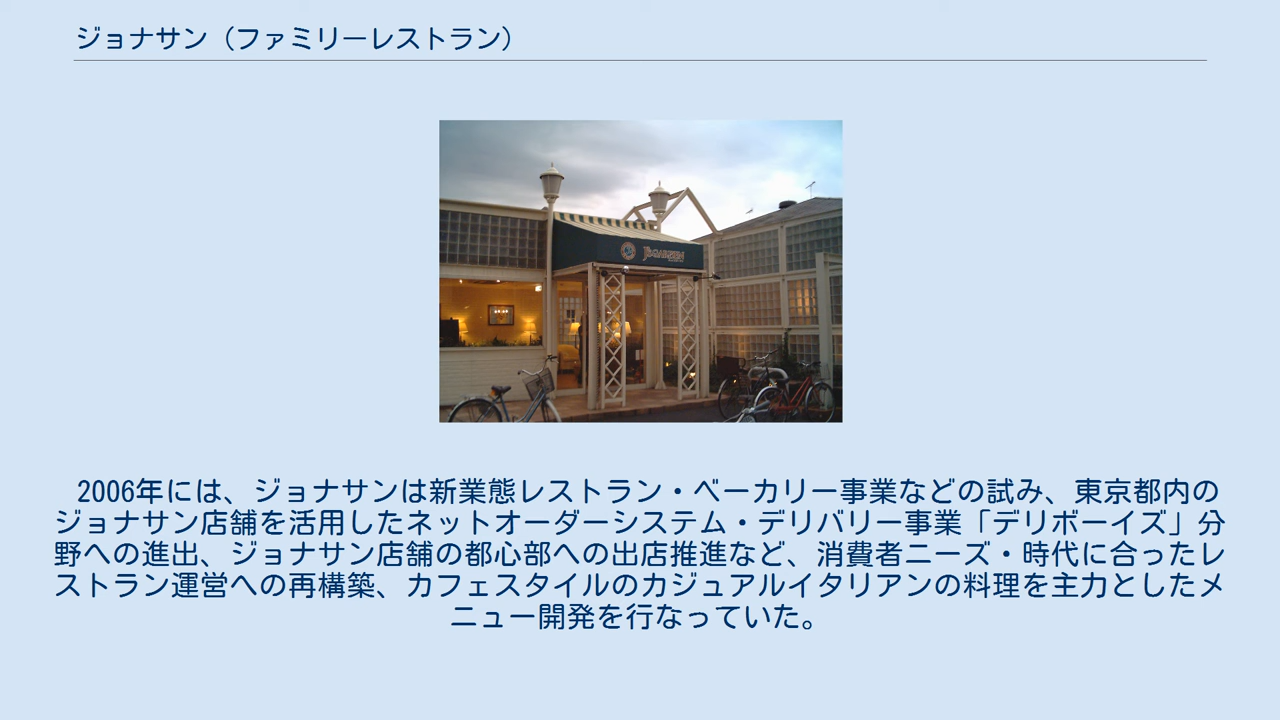 ジョナサン（ファミリーレストラン）
J's GARDEN
2006年には、ジョナサンは新業態レストラン・ベーカリー事業などの試み、東京都内の
ジョナサン店舗を活用したネットオーダーシステム・デリバリー事業「デリボーイズ」分
野への進出、ジョナサン店舗の都心部への出店推進など、消費者ニーズ・時代に合ったレ
ストラン運営への再構築、カフェスタイルのカジュアルイタリアンの料理を主力としたメ
ニュー開発を行なっていた。